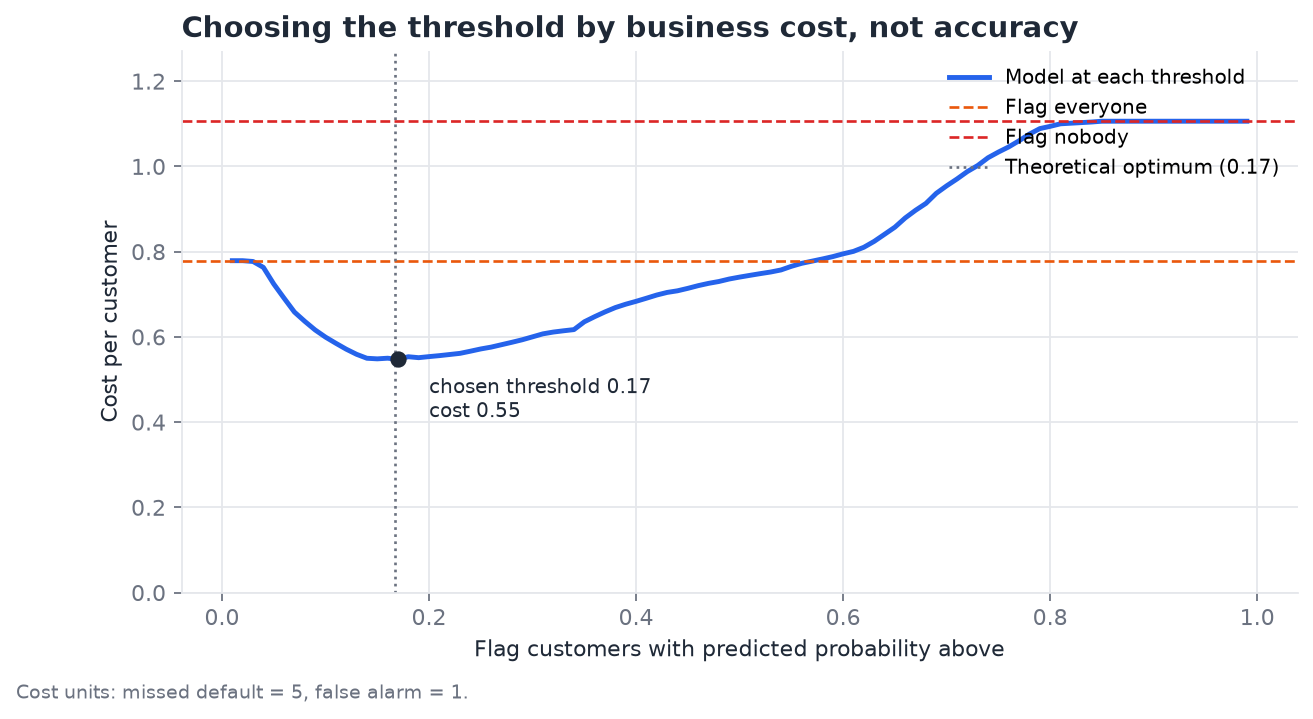 Choosing the threshold by business cost, not accuracy
Model at each threshold
Flag everyone
Flag nobody
Theoretical optimum (0.17)
Cost per customer
1.2
1.0
0.8
0.6
0.4
0.2
0.0
chosen threshold 0.17
cost 0.55
0.0 0.2 0.4 0.6 0.8 1.0
Flag customers with predicted probability above
Cost units: missed default = 5, false alarm = 1.